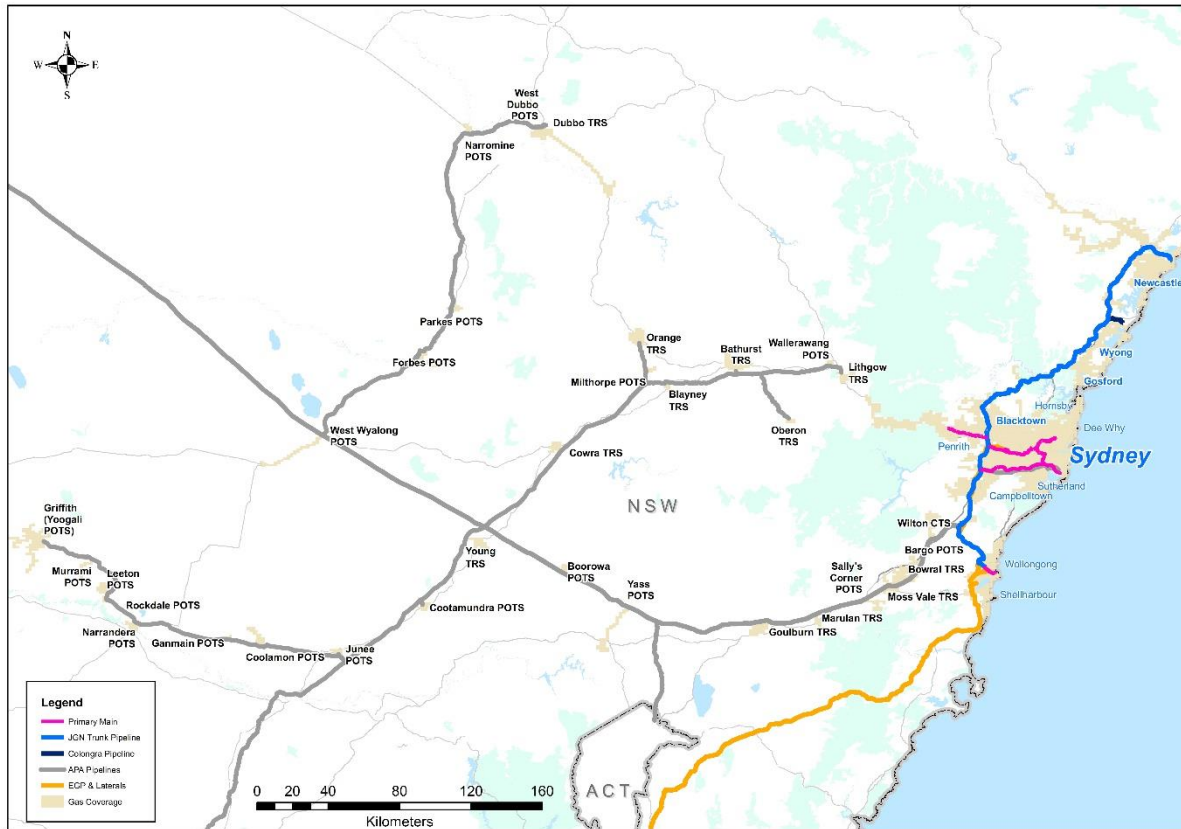 N
W
E
S
West
Dubbo
POTS
Dubbo TRS
Narromine
POTS
Parkes POTS
Forbes POTS
West Wyalong
POTS
Orange
TRS
Milthorpe POTS
Blayney
TRS
Bathurst
TRS
Wallerawang
POTS
Lithgow
TRS
Oberon
TRS
Cowra TRS
Newcastle
Wyong
Gosford
Hornsby
Blacktown
Dee Why
Penrith
Sydney
Sutherland
Campbelltown
NSW
Griffith
(Yoogali
POTS)
Murrami
POTS
Leeton
POTS
Rockdale POTS
Narrandera
POTS
Ganmain POTS
Coolamon POTS
Junee
POTS
Cootamundra POTS
Young
TRS
Boorowa
POTS
Yass
POTS
Goulburn TRS
Marulan TRS
Sally's
Corner
POTS
Moss Vale TRS
Bowral TRS
Bargo POTS
Wilton CTS
Wollongong
Shellharbour
ACT
Legend
Primary Main
JGN Trunk Pipeline
Colongra Pipeline
APA Pipelines
EGP & Laterals
Gas Coverage
0 20 40 80 120 160
Kilometers